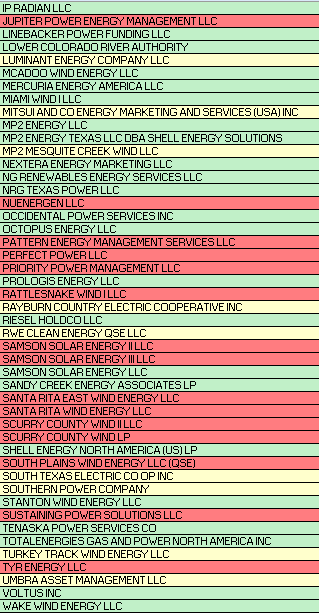 IP RADIAN LLC
JUPITER POWER ENERGY MANAGEMENT LLC
LINEBACKER POWER FUNDING LLC
LOWER COLORADO RIVER AUTHORITY
LUMINANT ENERGY COMPANY LLC
MCADOO WIND ENERGY LLC
MERCURIA ENERGY AMERICA LLC
MIAMI WIND I LLC
MITSUI AND CO ENERGY MARKETING AND SERVICES (USA) INC
MP2 ENERGY LLC
MP2 ENERGY TEXAS LLC DBA SHELL ENERGY SOLUTIONS
MP2 MESQUITE CREEK WIND LLC
NEXTERA ENERGY MARKETING LLC
NG RENEWABLES ENERGY SERVICES LLC
NRG TEXAS POWER LLC
NUENERGEN LLC
OCCIDENTAL POWER SERVICES INC
OCTOPUS ENERGY LLC
PATTERN ENERGY MANAGEMENT SERVICES LLC
PERFECT POWER LLC
PRIORITY POWER MANAGEMENT LLC
PROLOGIS ENERGY LLC
RATTLESNAKE WIND I LLC
RAYBURN COUNTRY ELECTRIC COOPERATIVE INC
RIESEL HOLDCO LLC
RWE CLEAN ENERGY QSE LLC
SAMSON SOLAR ENERGY II LLC
SAMSON SOLAR ENERGY III LLC
SAMSON SOLAR ENERGY LLC
SANDY CREEK ENERGY ASSOCIATES LP
SANTA RITA EAST WIND ENERGY LLC
SANTA RITA WIND ENERGY LLC
SCURRY COUNTY WIND II LLC
SCURRY COUNTY WIND LP
SHELL ENERGY NORTH AMERICA (US) LP
SOUTH PLAINS WIND ENERGY LLC (QSE)
SOUTH TEXAS ELECTRIC CO OP INC
SOUTHERN POWER COMPANY
STANTON WIND ENERGY LLC
SUSTAINING POWER SOLUTIONS LLC
TENASKA POWER SERVICES CO
TOTALENERGIES GAS AND POWER NORTH AMERICA INC
TURKEY TRACK WIND ENERGY LLC
TYR ENERGY LLC
UMBRA ASSET MANAGEMENT LLC
VOLTUS INC
WAKE WIND ENERGY LLC